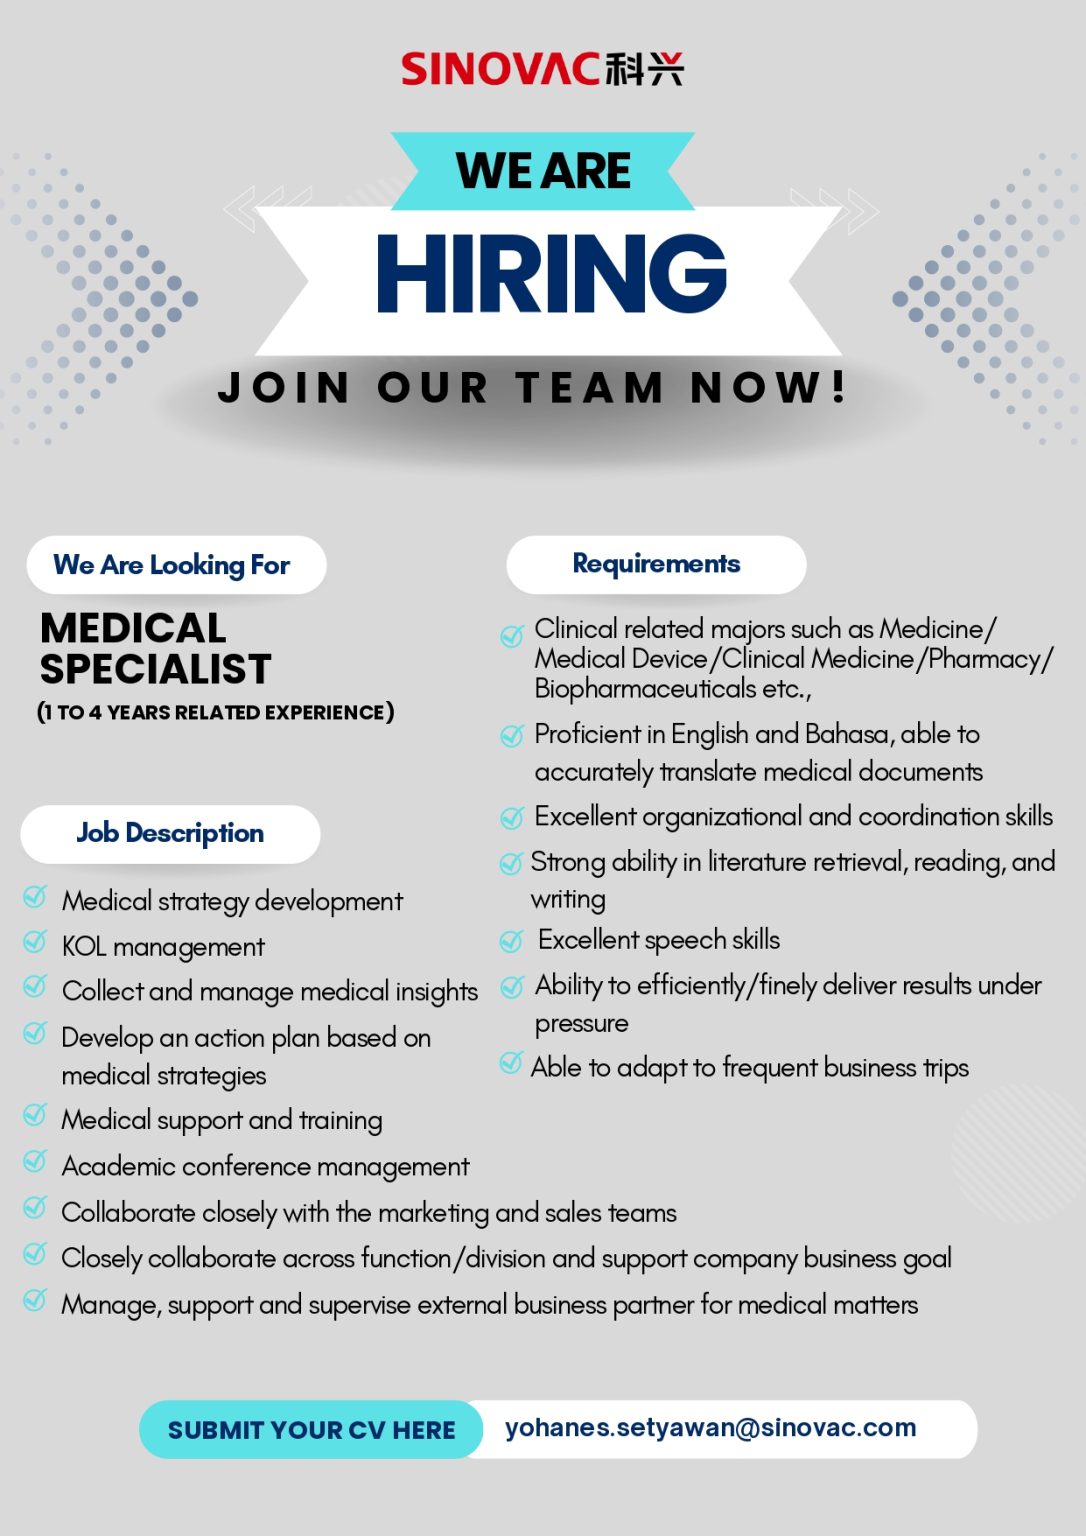 SINOVAC科兴
WE ARE
HIRING
JOIN OUR TEAM NOW!
We Are Looking For
MEDICAL
SPECIALIST
(1 TO 4 YEARS RELATED EXPERIENCE)
Job Description
Medical strategy development
KOL management
Collect and manage medical insights
Develop an action plan based on
medical strategies
Medical support and training
Academic conference management
Collaborate closely with the marketing and sales teams
Closely collaborate across function/division and support company business goal
Manage, support and supervise external business partner for medical matters
Requirements
Clinical related majors such as Medicine/
Medical Device/Clinical Medicine/Pharmacy/
Biopharmaceuticals etc.,
Proficient in English and Bahasa, able to
accurately translate medical documents
Excellent organizational and coordination skills
Strong ability in literature retrieval, reading, and
writing
Excellent speech skills
Ability to efficiently/finely deliver results under
pressure
Able to adapt to frequent business trips
SUBMIT YOUR CV HERE
yohanes.setyawan@sinovac.com